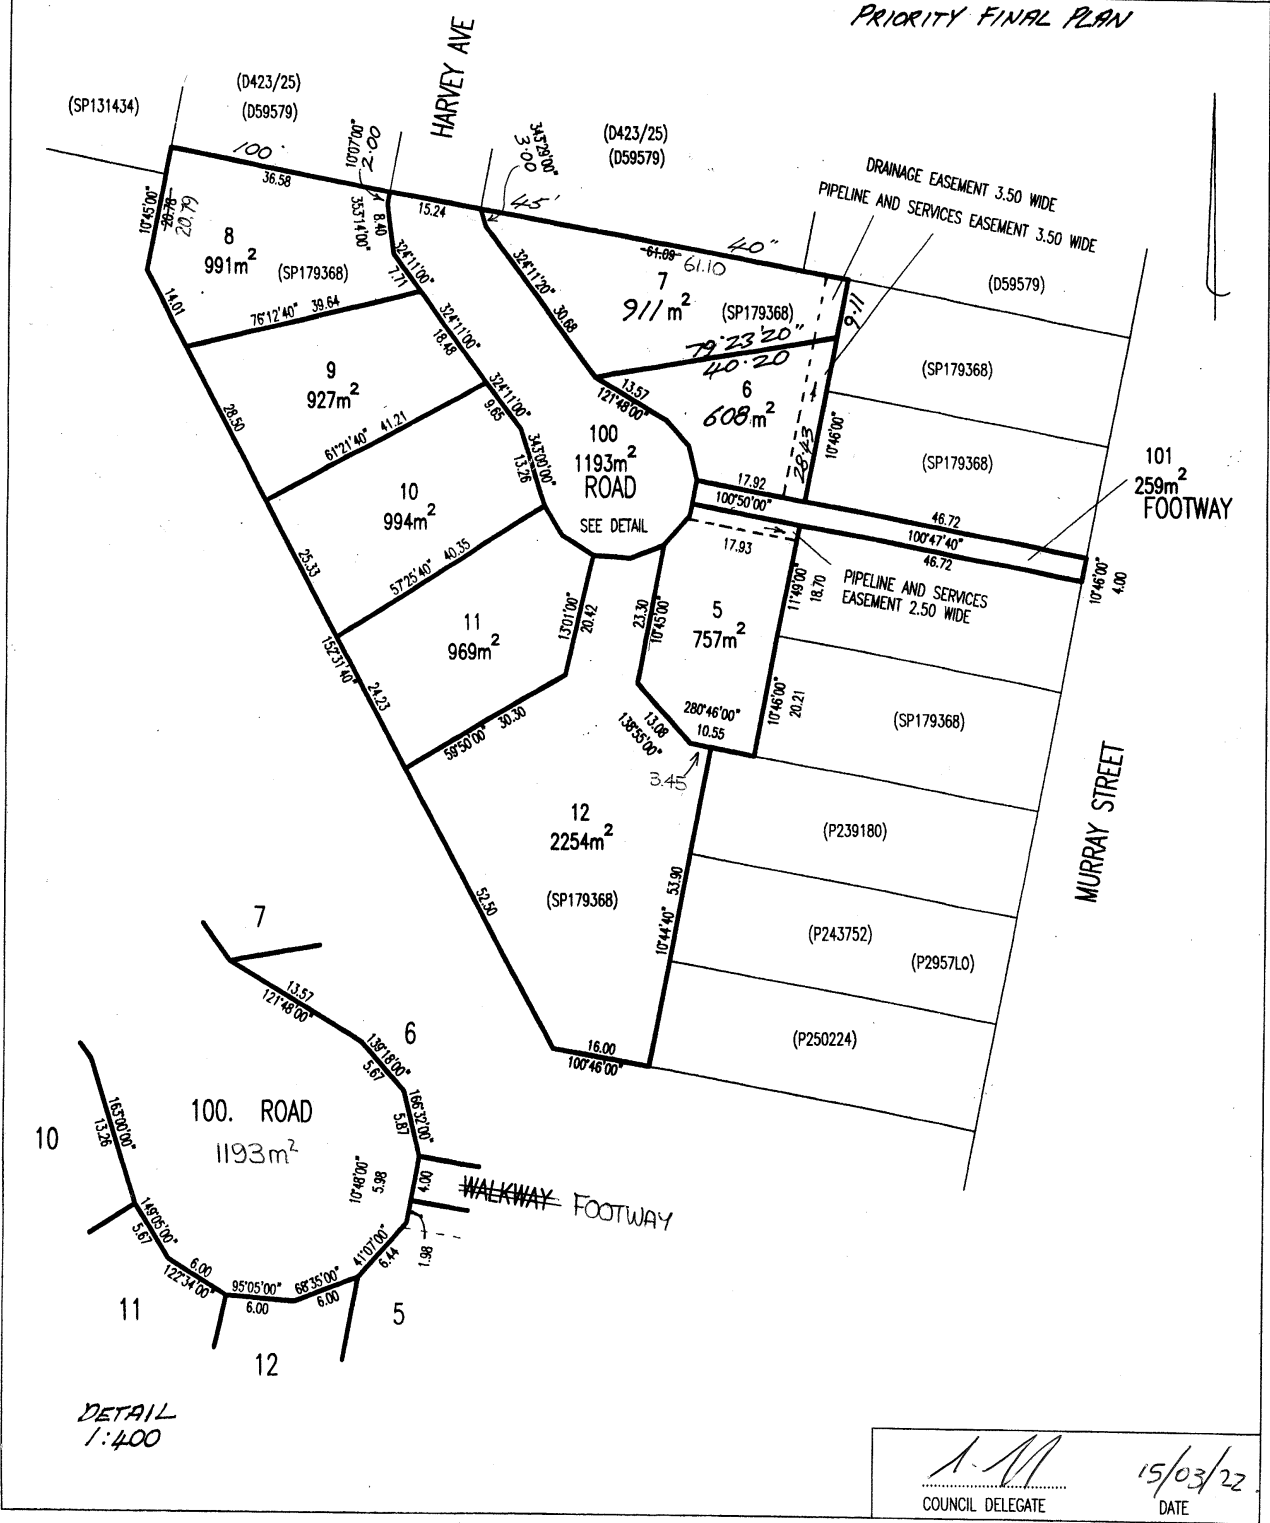 PRIORITY FINAL PLAN
HARVEY AVE
(SP131434)
(D423/25)
(D59579)
(D423/25)
(D59579)
DRAINAGE EASEMENT 3.50 WIDE
PIPELINE AND SERVICES EASEMENT 3.50 WIDE
100°
36.58
10°07'00"
2.00
15.24
343°29'00"
3.00
45'
40"
61.09
61.10
10°45'00"
20.78
20.79
8
991m²
(SP179368)
353°14'00"
8.40
324°11'00"
7.71
14.01
76°12'40" 39.64
324°11'20"
30.68
7
911m²
(SP179368)
9.11
79°23'20"
40.20
(D59579)
(SP179368)
(SP179368)
324°11'00"
18.48
9
927m²
28.50
61°21'40" 41.21
324°11'00"
9.65
343°00'00"
13.26
13.57
121°48'00"
6
608m²
28.43
10°46'00"
100
1193m²
ROAD
SEE DETAIL
17.92
100°50'00"
46.72
100°47'40"
46.72
101
259m²
FOOTWAY
10°46'00"
4.00
10
994m²
25.33
57°25'40" 40.35
17.93
PIPELINE AND SERVICES
EASEMENT 2.50 WIDE
11
969m²
13°01'00"
20.42
23.30
10°45'00"
5
757m²
11°49'00"
18.70
10°46'00"
20.21
(SP179368)
152°31'40"
24.23
59°50'00" 30.30
138°55'00"
13.08
280°46'00"
10.55
3.45
12
2254m²
(SP179368)
52.50
10°44'40" 53.90
16.00
100°46'00"
(P239180)
(P243752)
(P2957LO)
(P250224)
MURRAY STREET
7
13.57
121°48'00"
6
139°18'00"
5.67
166°32'00"
5.87
100. ROAD
1193m²
10
163°00'00"
13.26
10°48'00"
5.98
4.00
WALKWAY FOOTWAY
1.98
149°05'00"
5.67
6.00
122°34'00"
95°05'00"
6.00
68°35'00"
6.00
41°07'00"
6.44
11
12
5
DETAIL
1:400
COUNCIL DELEGATE
15/03/22
DATE